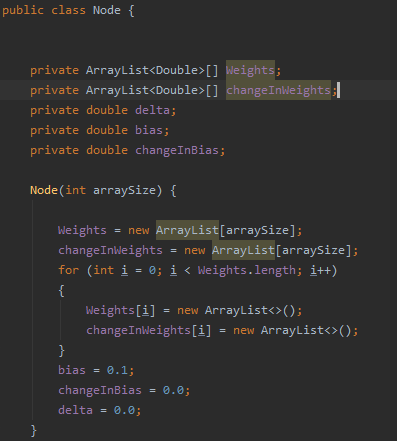 public class Node {
private ArrayList<Double>[] Weights;
private ArrayList<Double>[] changeInWeights;
private double delta;
private double bias;
private double changeInBias;
Node(int arraySize) {
Weights = new ArrayList[arraySize];
changeInWeights = new ArrayList[arraySize];
for (int i = 0; i < Weights.length; i++)
{
Weights[i] = new ArrayList<>();
changeInWeights[i] = new ArrayList<>();
}
bias = 0.1;
changeInBias = 0.0;
delta = 0.0;
}